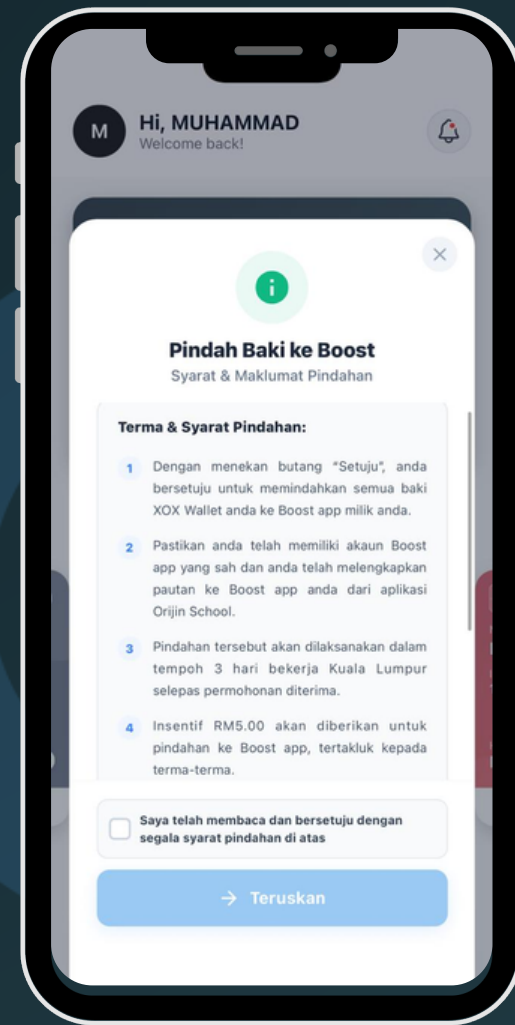 M
Hi, MUHAMMAD
Welcome back!
Pindah Baki ke Boost
Syarat & Maklumat Pindahan
Terma & Syarat Pindahan:
1 Dengan menekan butang "Setuju", anda
bersetuju untuk memindahkan semua baki
XOX Wallet anda ke Boost app milik anda.
2 Pastikan anda telah memiliki akaun Boost
app yang sah dan anda telah melengkapkan
pautan ke Boost app anda dari aplikasi
Orijin School.
3 Pindahan tersebut akan dilaksanakan dalam
tempoh 3 hari bekerja Kuala Lumpur
selepas permohonan diterima.
4 Insentif RM5.00 akan diberikan untuk
pindahan ke Boost app, tertakluk kepada
terma-terma.
Saya telah membaca dan bersetuju dengan
segala syarat pindahan di atas
→ Teruskan